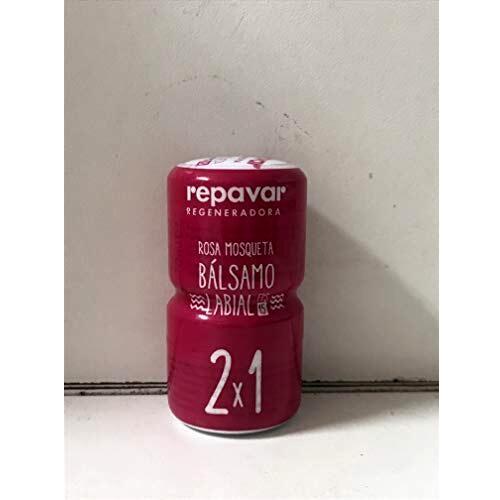 repavar
REGENERADORA
ROSA MOSQUETA
BÁLSAMO
LABIAL
2x1